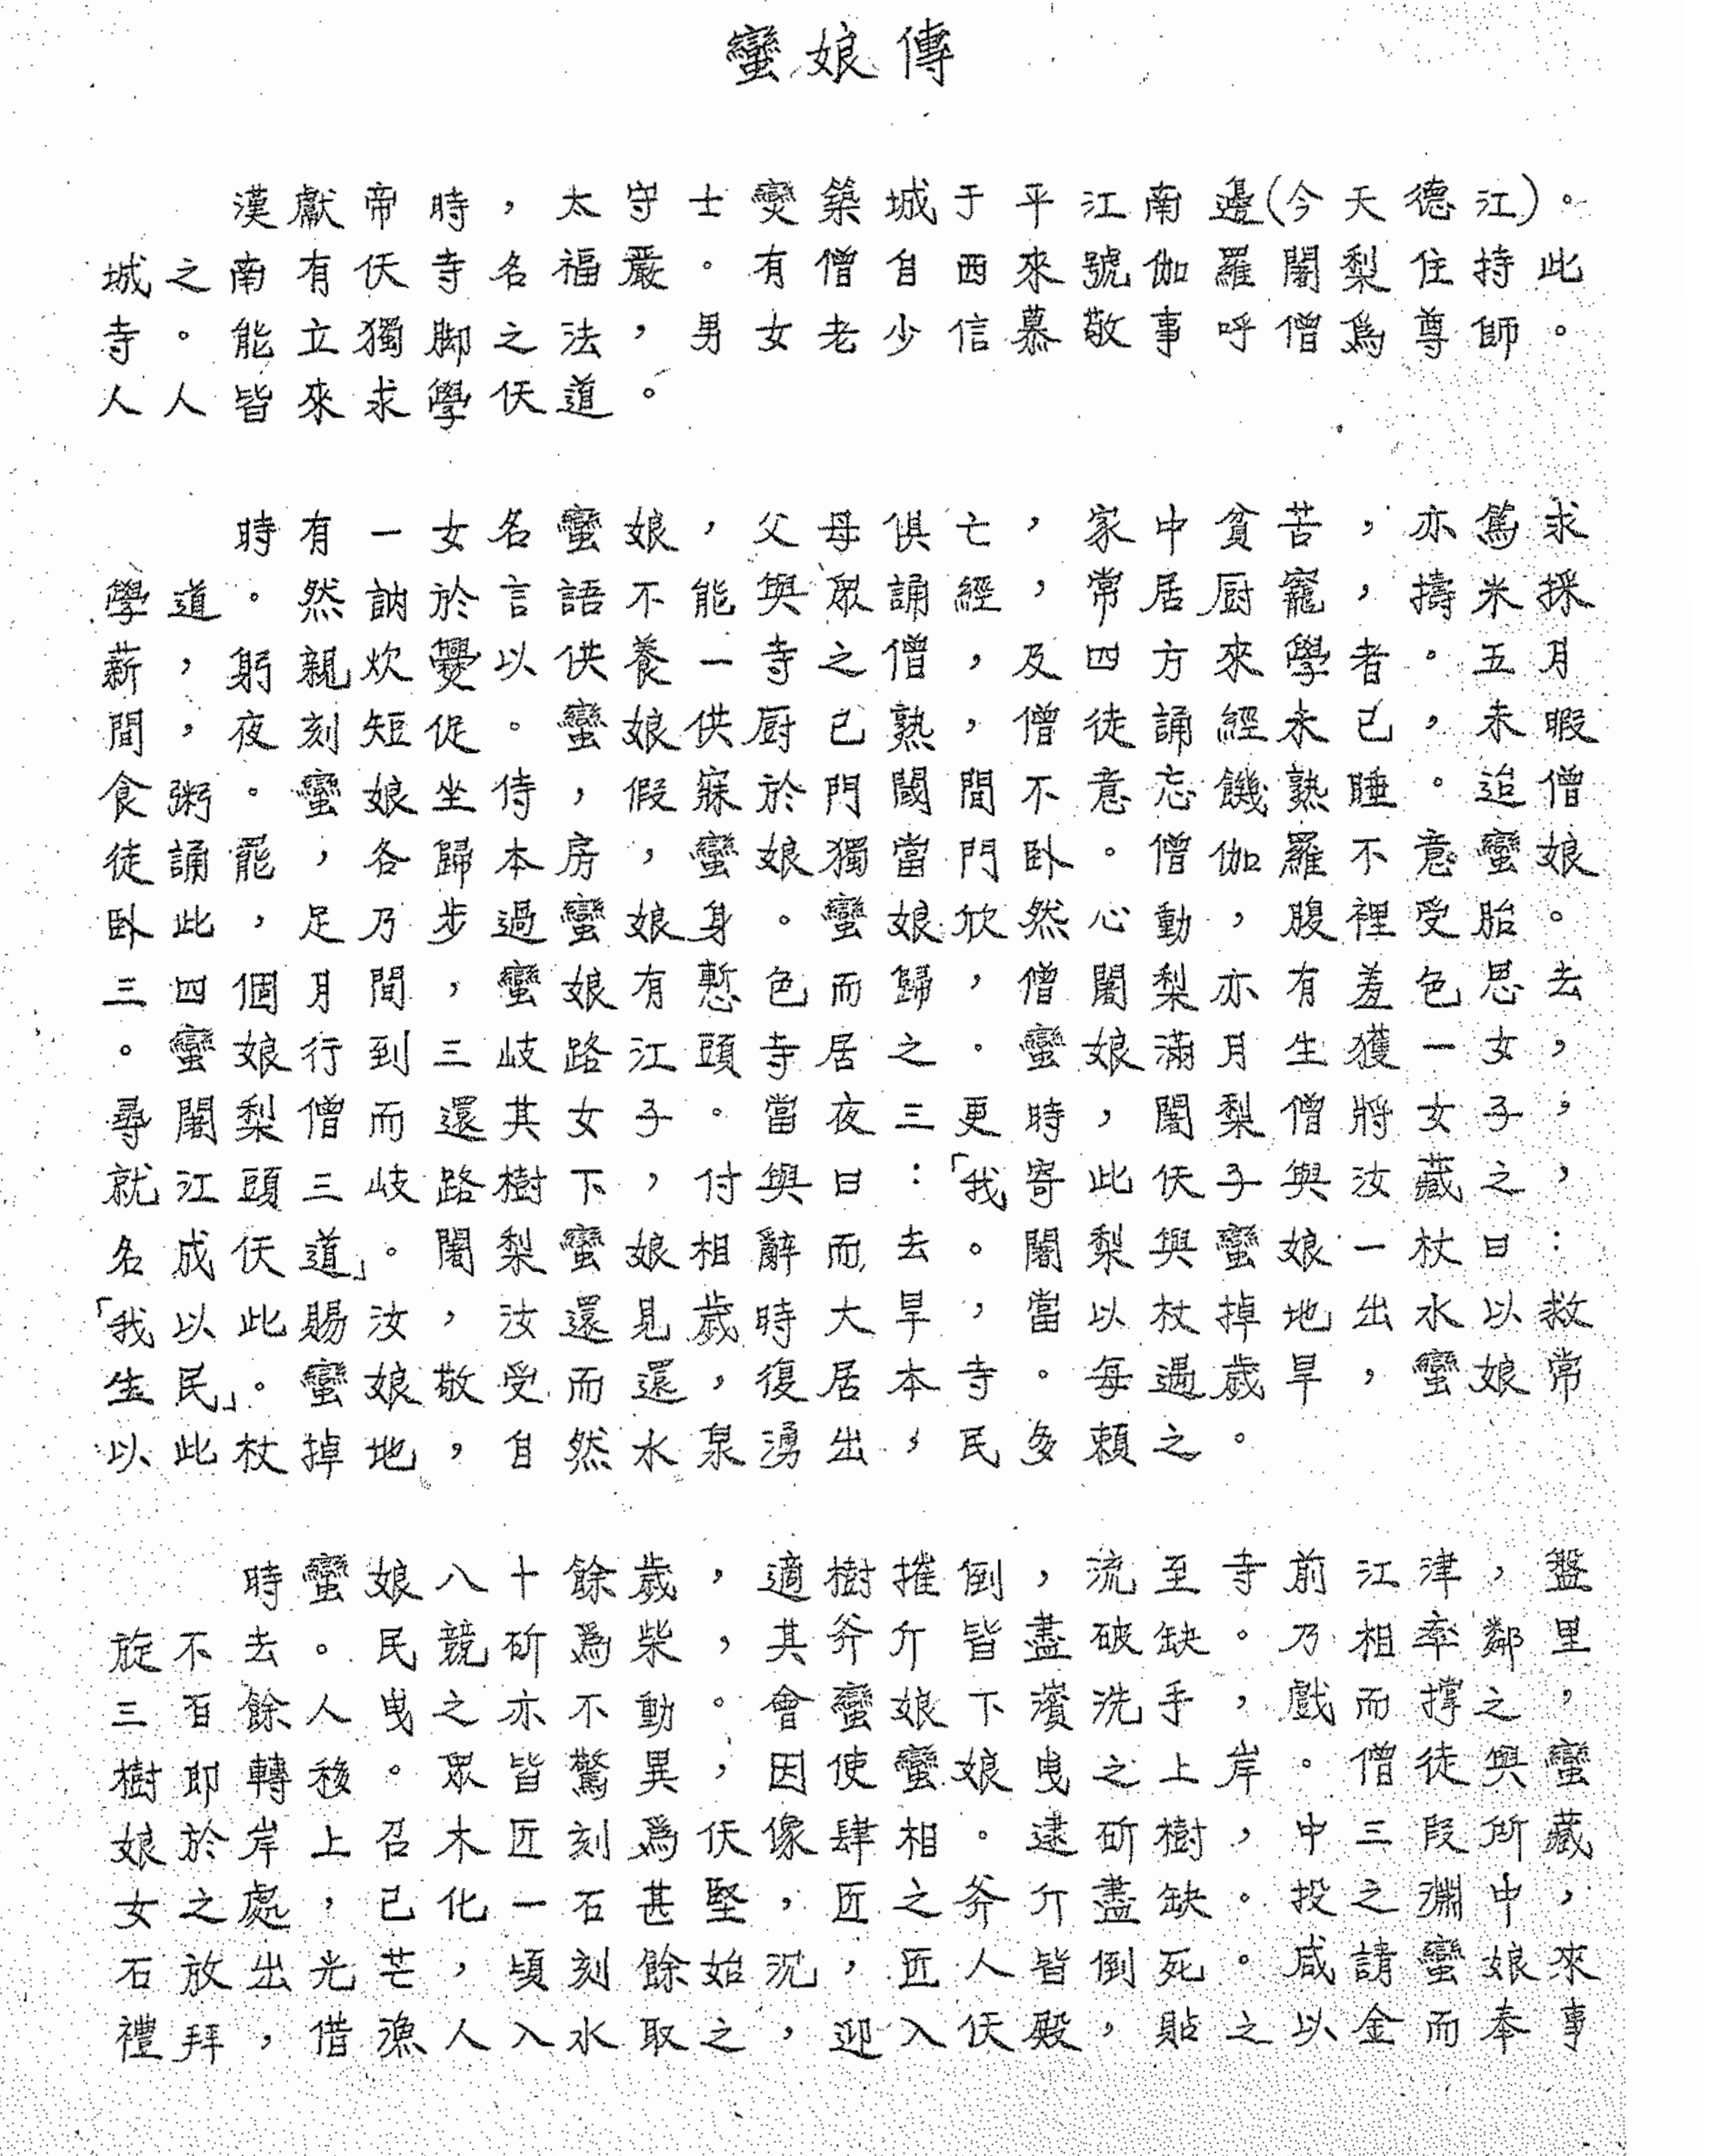 蠻娘傳
漢獻帝時，太守士燮築城于平江南邊(今天德江)。
城之南有仸寺名福嚴。有僧自西來號伽羅闍梨住持此
寺。能立獨脚之法，男女老少信慕敬事呼僧爲尊師。
人人皆來求學仸道。
時有一女名蠻娘，父母俱亡，家中貧苦，亦篤求
學道。然訥於言語不能與眾誦經，常居厨竈，擣米採
薪，躬親炊爨以供養一寺之僧，及四方來學者。五月
間，夜刻短促。蠻娘供厨已熟，僧徒誦經未已，未暇
食粥。蠻娘坐待，假寐於門閾間不意忘饑熟睡。迨僧
徒誦罷，各歸本房，蠻娘獨當門卧。僧伽羅不意蠻娘
卧此，足乃步過蠻娘身。蠻娘欣然心動，腹裡受胎。
三四個月間，蠻娘有慙色而歸，僧闍梨亦有羞色思去
。蠻娘行到三岐路江頭寺居之。蠻娘滿月生獲一女，
尋闍梨僧而還其女子。當夜三更時，闍梨僧將女子，
就江頭三岐路樹下，付與曰：「我寄此仸子與汝藏之，
名成仸道」。闍梨蠻娘相辭而去。闍梨與蠻娘一杖曰：
「我以此賜汝，汝還見歲時大旱，當以杖掉地出水以救
生民」。蠻娘敬受而還，復居本寺。每遇歲旱，蠻娘常
以此杖掉地，自然水泉湧出，民多賴之。
時蠻娘八十餘歲，適樹摧倒，流至寺前江津，盤
旋不去。民競斫爲柴，其斧斤皆盡破缺。乃相率鄰里
三百餘人曳之亦不動。會蠻娘下濱洗手，戲而撑之，
樹即轉移。眾皆驚異，因使蠻娘曳之上岸。僧徒與蠻
娘於岸上召木匠刻爲仸像肆相。逮斫樹，中三段所藏
女之處，已化一石甚堅，匠之斧斤盡缺。投之淵中，
石放出光芒，頃刻餘始沉，匠人皆倒死。咸請蠻娘來
禮拜，借漁人入水取之，迎入仸殿，貼之以金而奉事